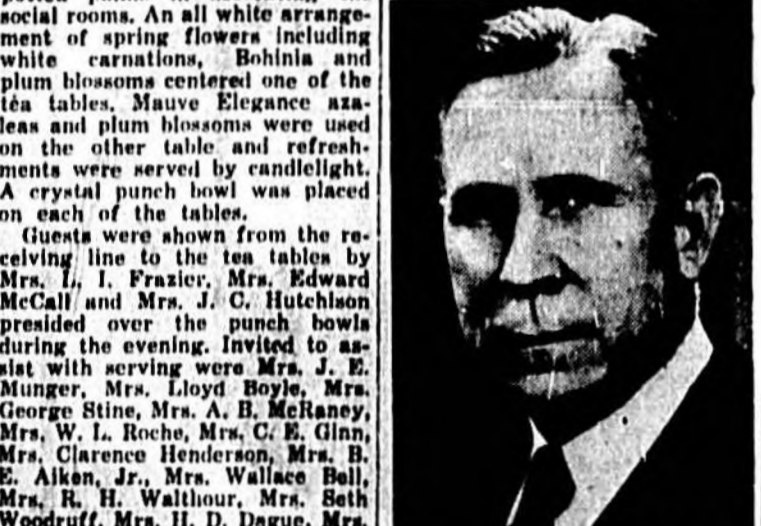 social rooms. An all white arrange-
ment of spring flowers including
white carnations, Bohinia and
plum blossoms centered one of the
téa tables. Mauve Elegance aza-
leas and plum blossoms were used
on the other table and refresh-
ments were served by candlelight.
A crystal punch bowl was placed
on each of the tables.
Guests were shown from the re-
ceiving line to the tea tables by
Mrs. L. I. Frazier. Mrs. Edward
McCall and Mrs. J. C. Hutchison
presided over the punch bowls
during the evening. Invited to as-
sist with serving were Mrs. J. E.
Munger, Mrs. Lloyd Boyle, Mrs.
George Stine, Mrs. A. B. McRaney,
Mrs. W. L. Roche, Mrs. C. E. Ginn,
Mrs. Clarence Henderson, Mrs. B.
E. Aiken, Jr., Mrs. Wallace Bell,
Mrs. R. H. Walthour, Mrs. Seth
Woodruff, Mrs. H. D. Dague, Mrs.